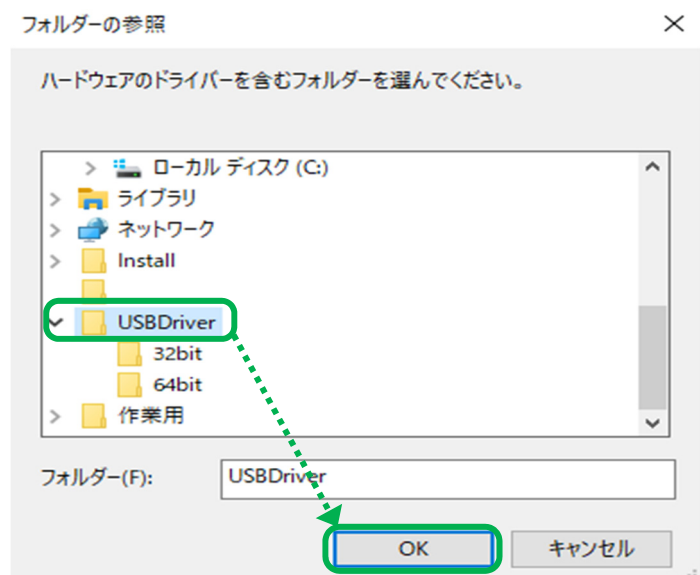 フォルダーの参照
ハードウェアのドライバーを含むフォルダーを選んでください。
ローカル ディスク (C:)
ライブラリ
ネットワーク
Install
USBDriver
32bit
64bit
作業用
フォルダー(F):
USBDriver
OK
キャンセル